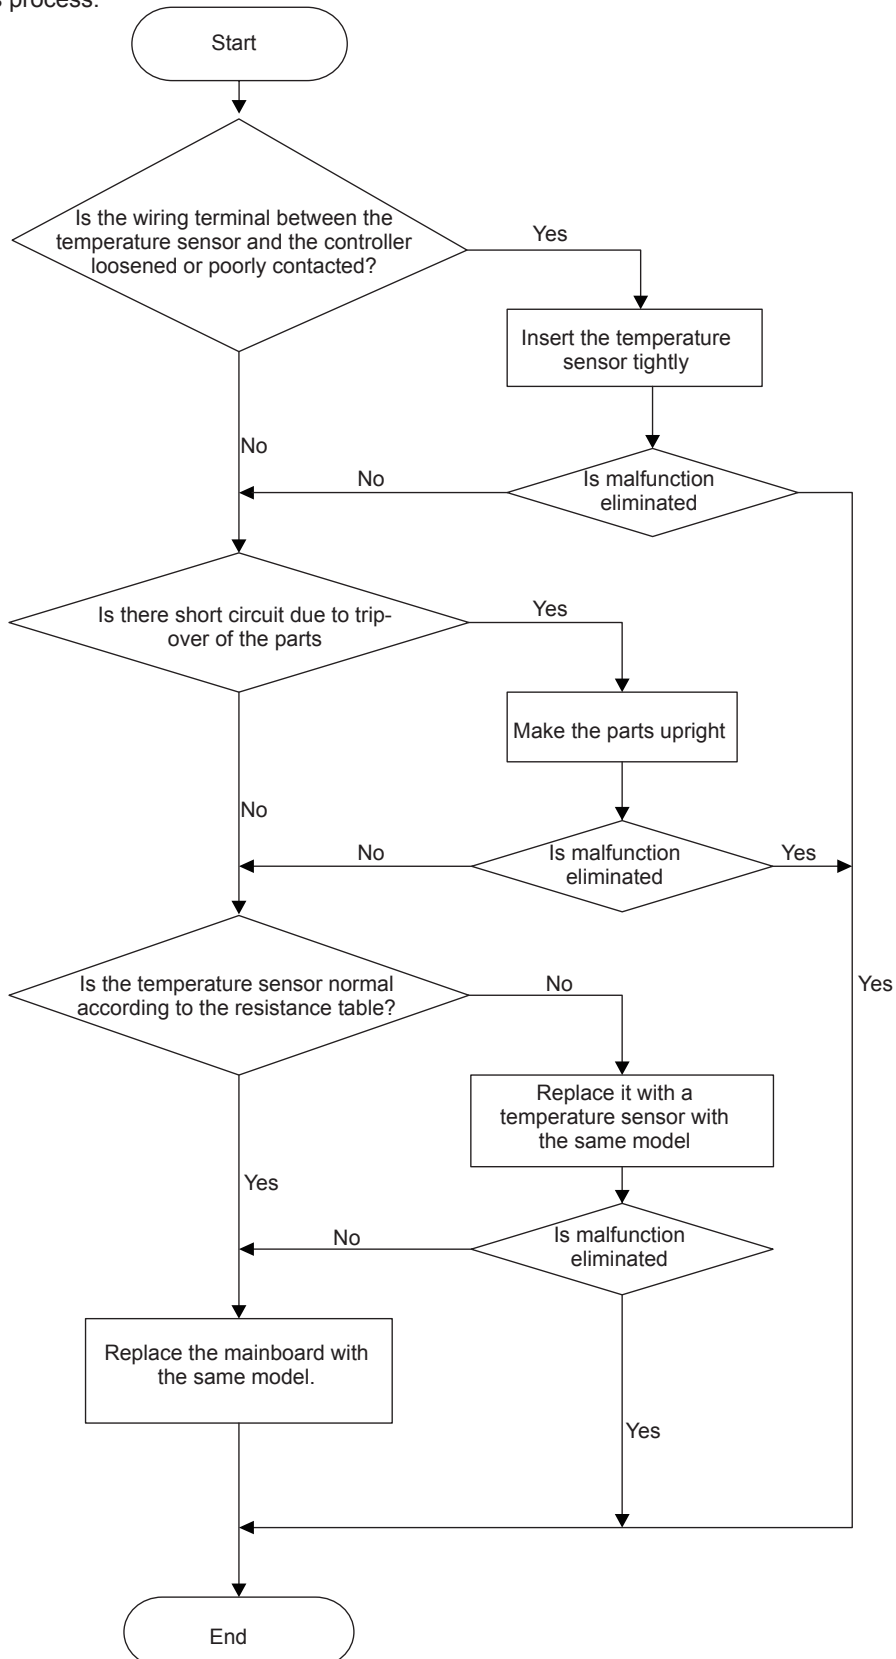 process.
Start
Is the wiring terminal between the
temperature sensor and the controller
loosened or poorly contacted?
Yes
Insert the temperature
sensor tightly
No
No
Is malfunction
eliminated
Is there short circuit due to trip-
over of the parts
Yes
Make the parts upright
No
No
Is malfunction
eliminated
Yes
Is the temperature sensor normal
according to the resistance table?
No
Yes
Replace it with a
temperature sensor with
the same model
Yes
No
Is malfunction
eliminated
Replace the mainboard with
the same model.
Yes
End